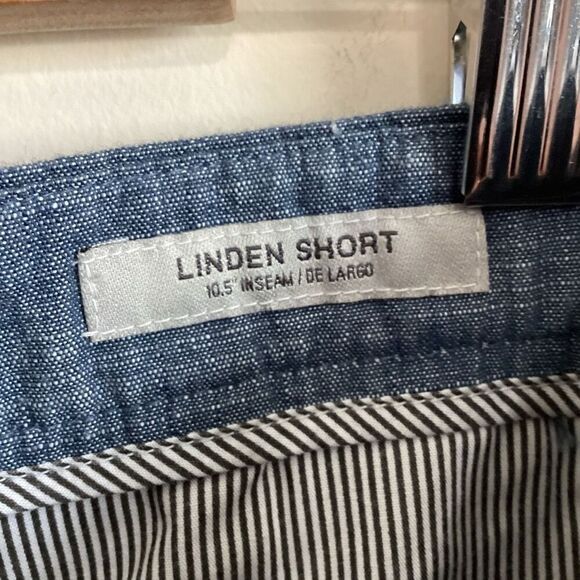 LINDEN SHORT
10.5" INSEAM / DE LARGO